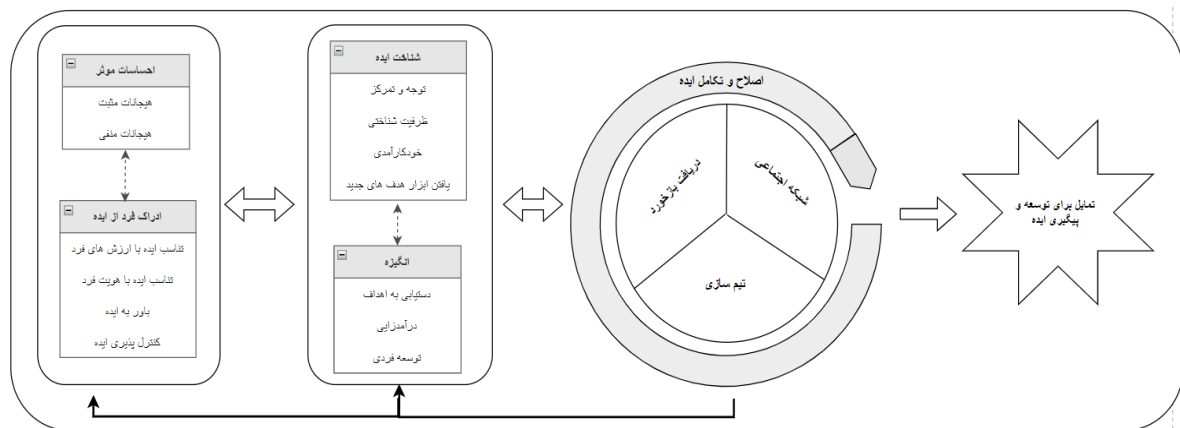 احساسات موثر
هیجانات مثبت
هیجانات منفی
ادراک فرد از ایده
تناسب ایده با ارزش های فرد
تناسب ایده با هویت فرد
باور به ایده
کنترل پذیری ایده
شناخت ایده
توجه و تمرکز
ظرفیت شناختی
خودکارآمدی
یافتن ابزار هدف های جدید
انگیزه
دستیابی به اهداف
درآمدزایی
توسعه فردی
اصلاح و تکامل ایده
دریافت بازخورد
شبکه اجتماعی
تیم سازی
تمایل برای توسعه و
پیگیری ایده